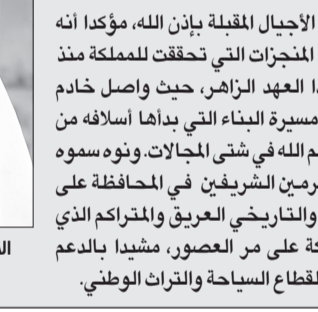 الأجيال المقبلة بإذن الله، مؤكدا أنه
المنجزات التي تحققت للمملكة منذ
ا العهد الزاهر، حيث واصل خادم
مسيرة البناء التي بدأها أسلافه من
م الله في شتى المجالات. ونوه سموه
رمين الشريفين في المحافظة على
والتاريخي العريق والمتراكم الذي
كة على مر العصور، مشيدا بالدعم
لقطاع السياحة والتراث الوطني.
الا